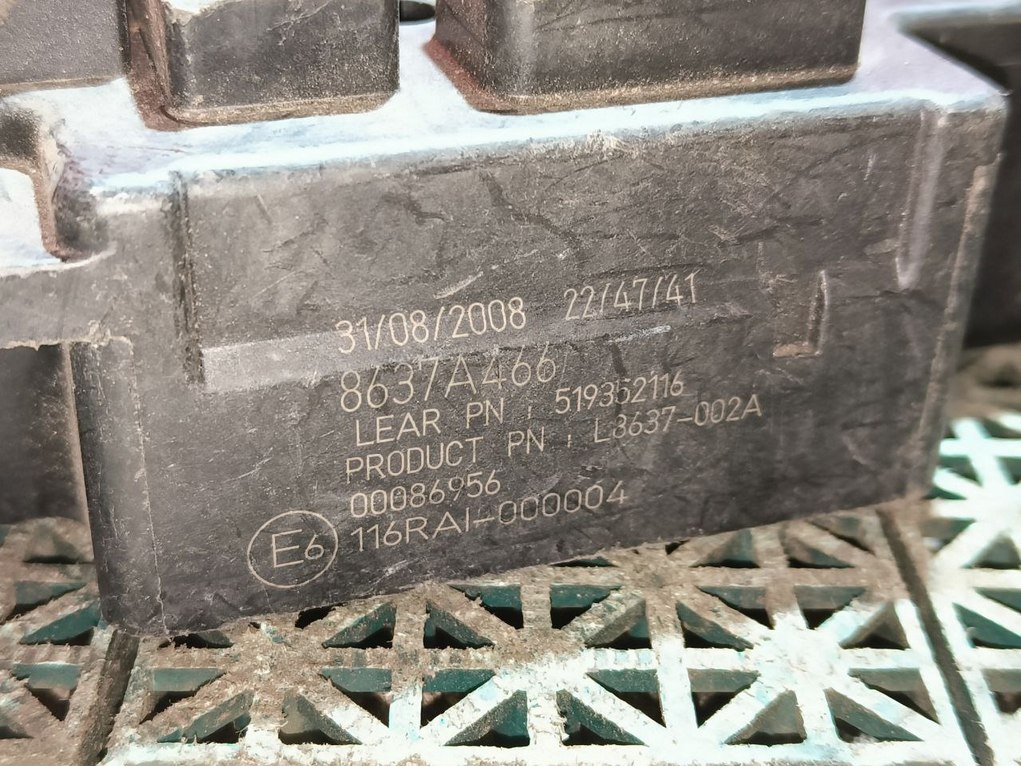 31/08/2008 22/47/41
8637A466
LEAR PN : 519352116
PRODUCT PN : L8637-002A
00086956
E6 116RAI-000004